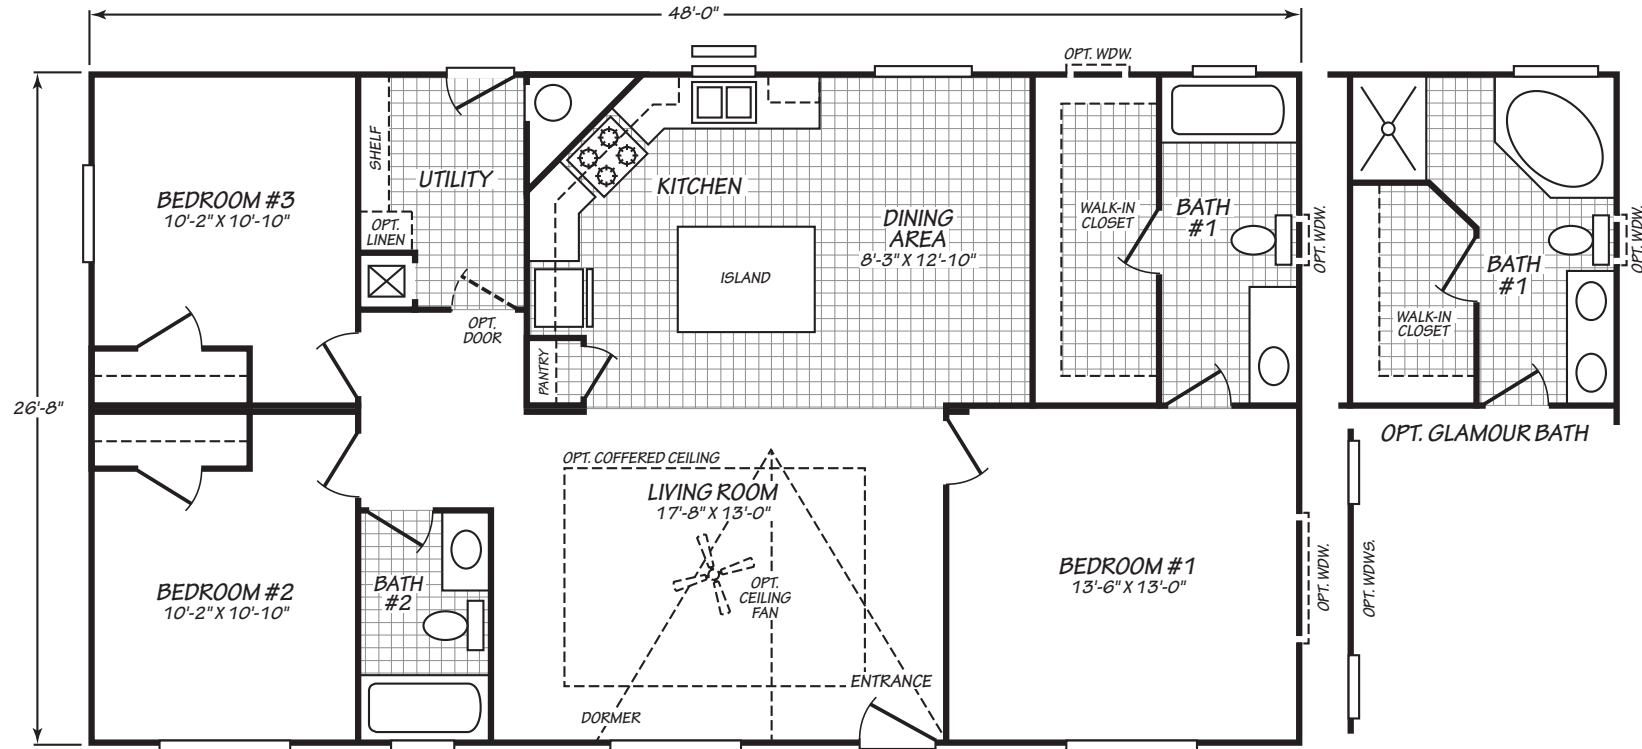 48'-0"
26'-8"
BEDROOM #3
10'-2" X 10'-10"
SHELF
UTILITY
OPT.
LINEN
OPT.
DOOR
KITCHEN
ISLAND
PANTRY
DINING
AREA
8'-3" X 12'-10"
OPT. WDW.
WALK-IN
CLOSET
BATH
#1
OPT. WDW.
WALK-IN
CLOSET
BATH
#1
OPT. WDW.
OPT. GLAMOUR BATH
BEDROOM #2
10'-2" X 10'-10"
BATH
#2
OPT. COFFERED CEILING
LIVING ROOM
17'-8" X 13'-0"
OPT.
CEILING
FAN
DORMER
ENTRANCE
BEDROOM #1
13'-6" X 13'-0"
OPT. WDW.
OPT. WDWS.